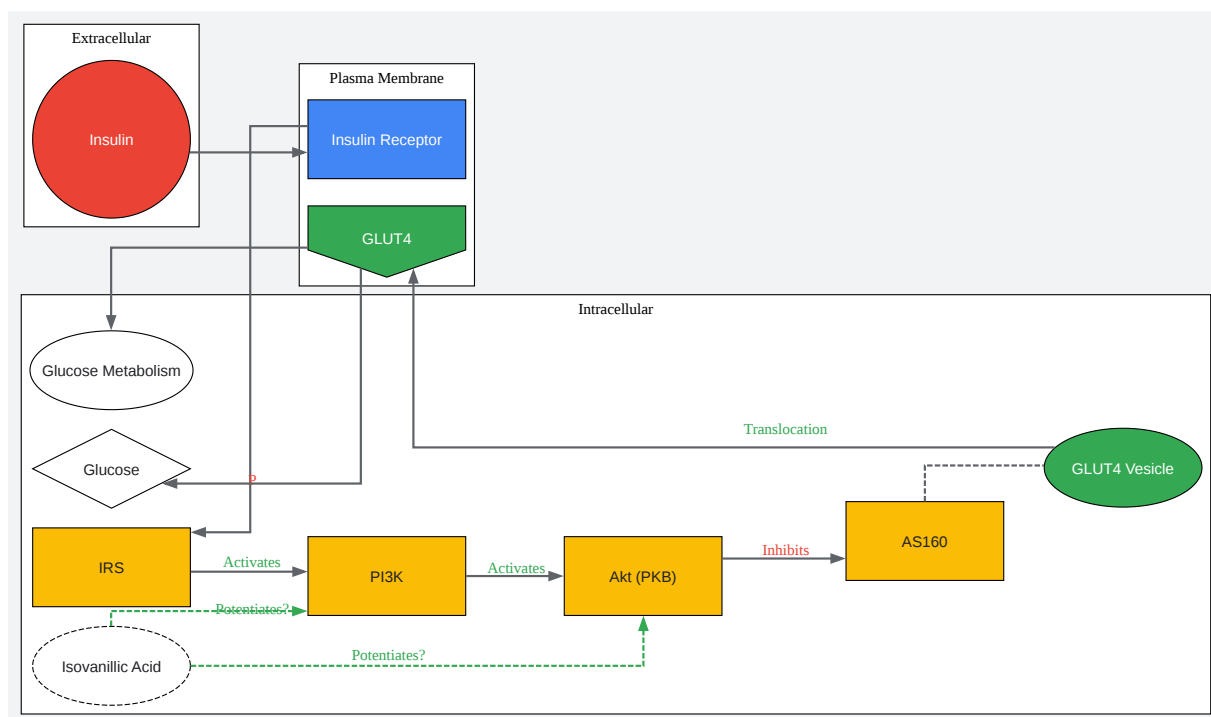 Extracellular
Insulin
Plasma Membrane
Insulin Receptor
GLUT4
Intracellular
Glucose Metabolism
Translocation
Glucose
P
GLUT4 Vesicle
IRS
Activates
PI3K
Activates
Akt (PKB)
Inhibits
AS160
Potentiates?
Isovanillic Acid
Potentiates?